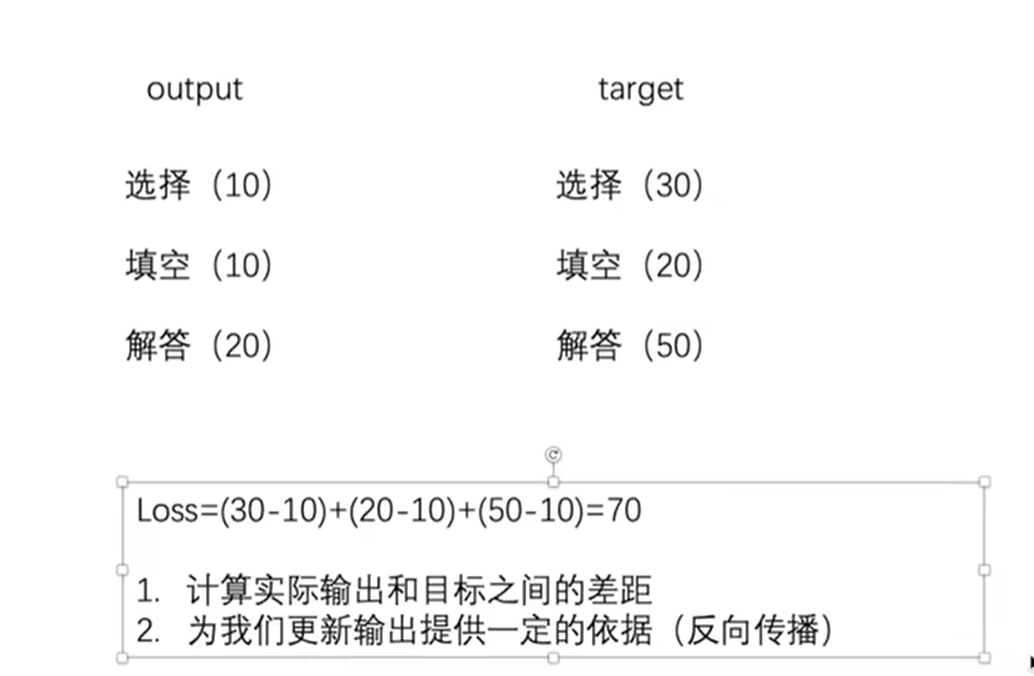 output target
选择（10） 选择（30）
填空（10） 填空（20）
解答（20） 解答（50）
Loss=(30-10)+(20-10)+(50-10)=70
1. 计算实际输出和目标之间的差距
2. 为我们更新输出提供一定的依据（反向传播）